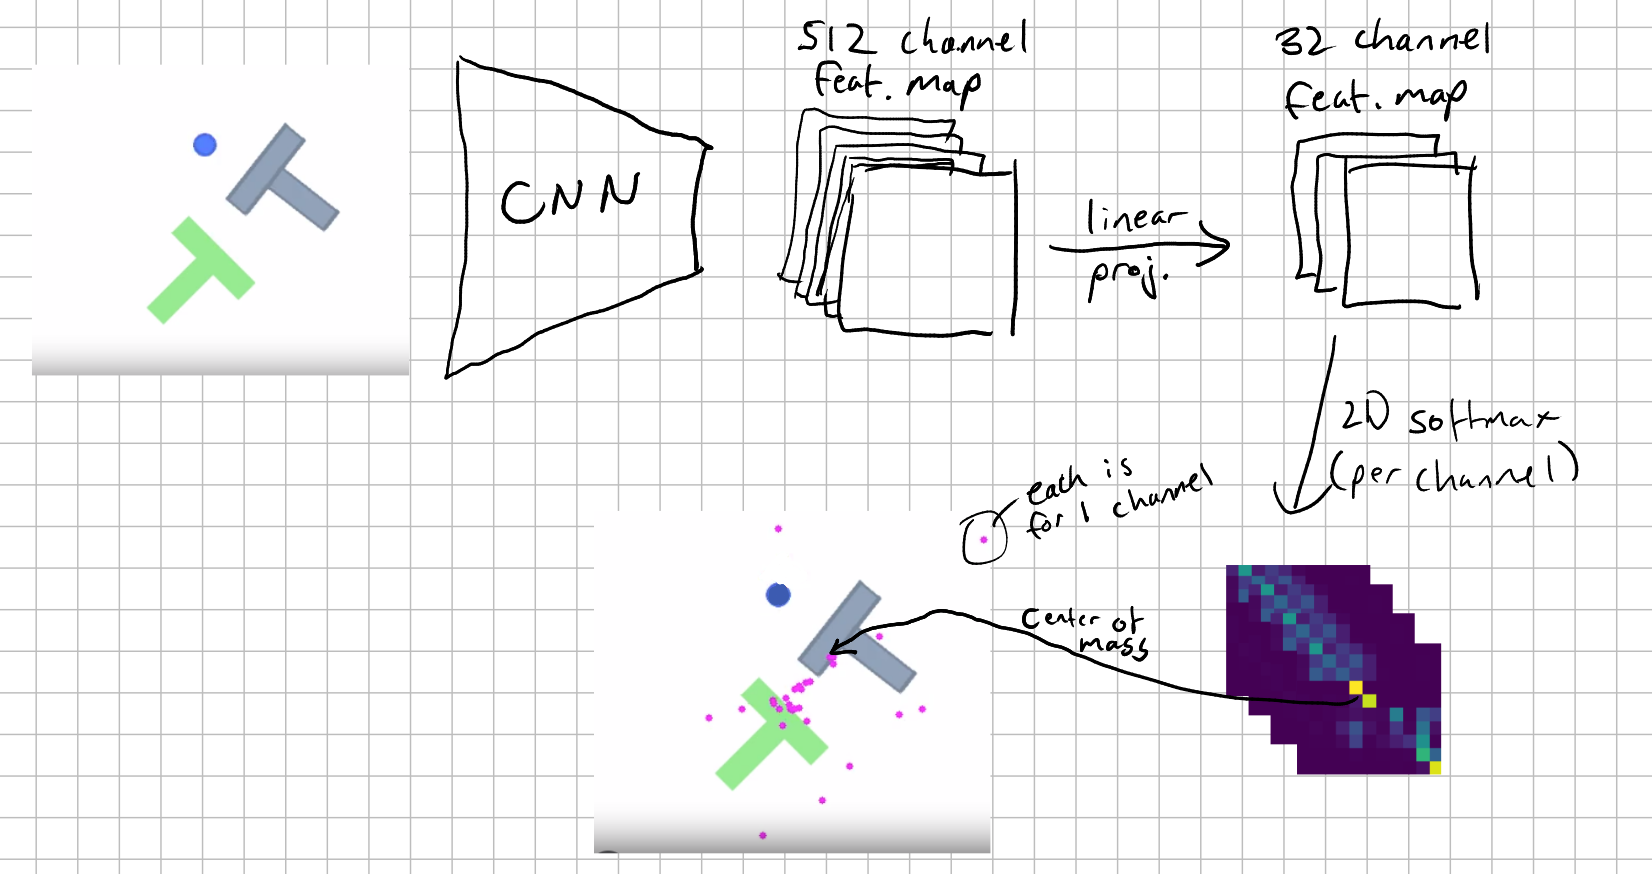 512 channel
feat. map
32 channel
feat. map
CNN
linear
proj.
2D softmax
(per channel)
each is
for 1 channel
Center of
mass